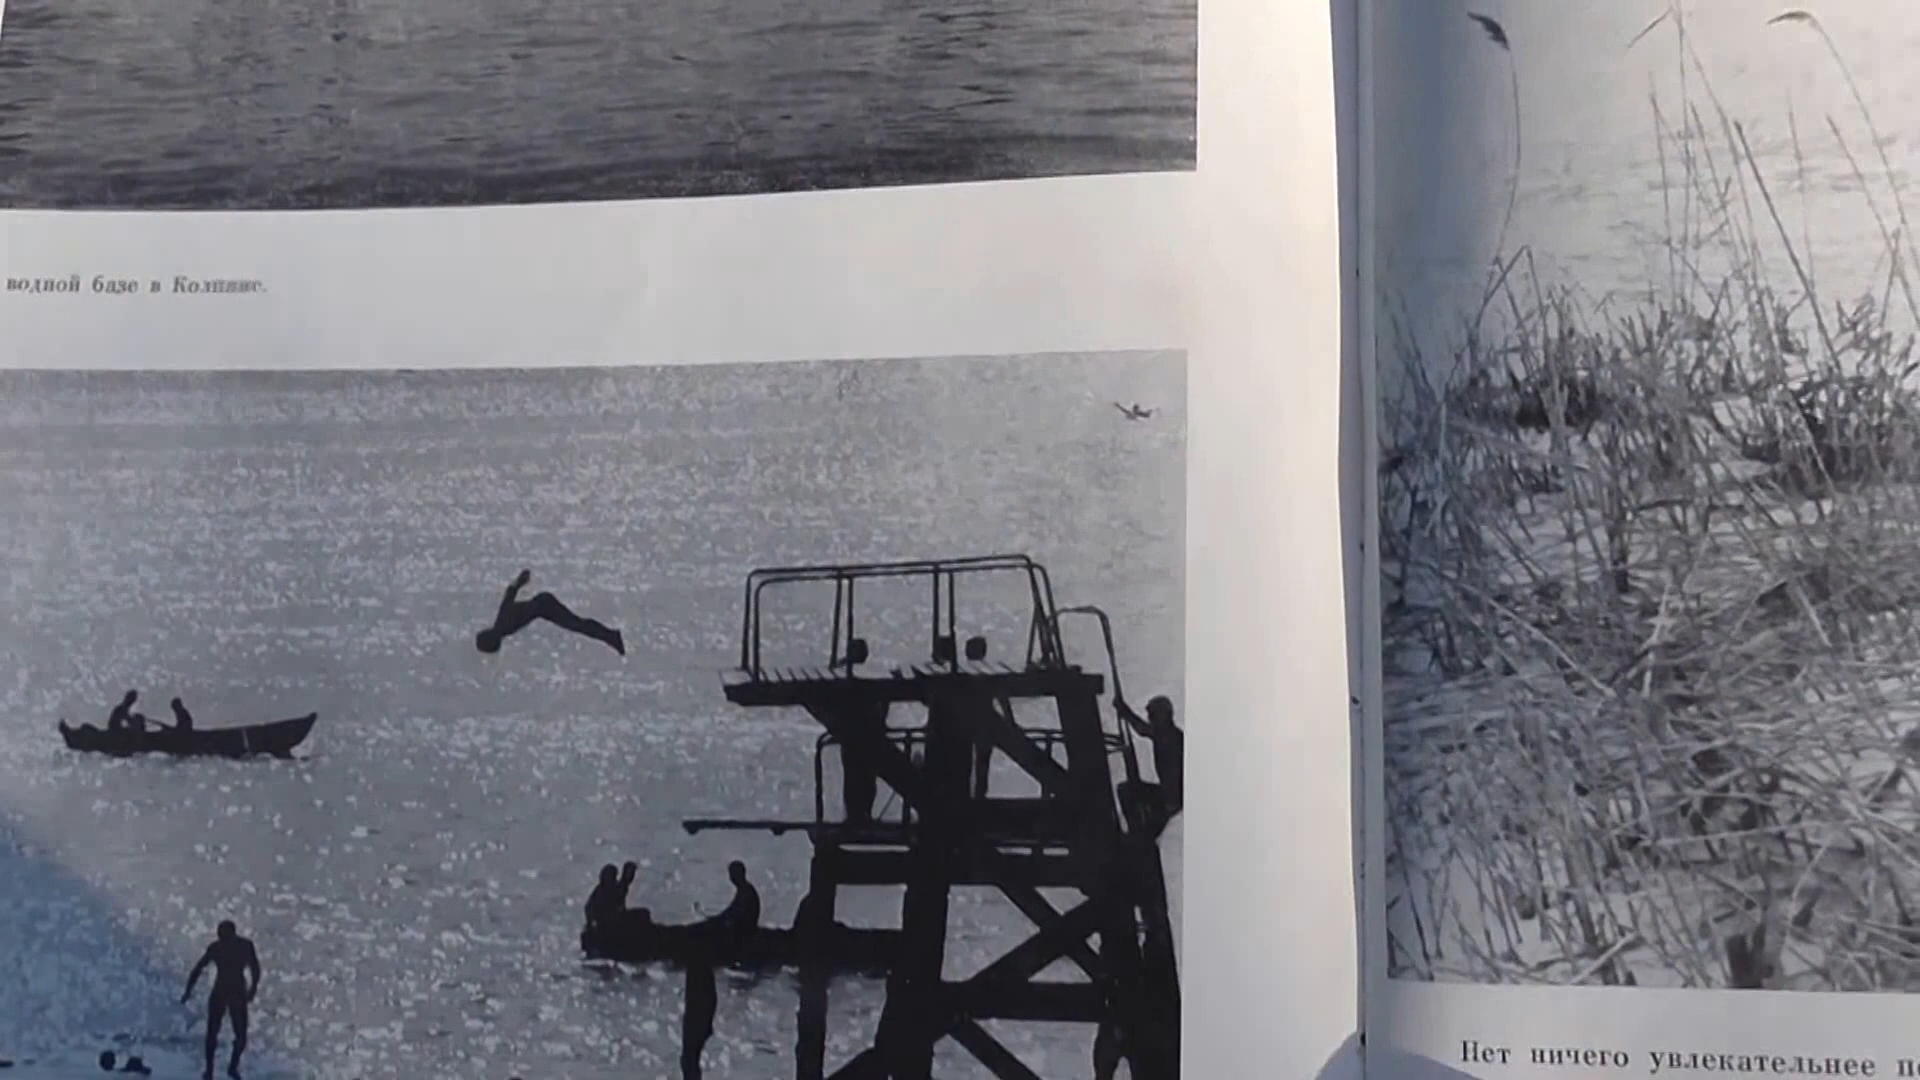 водной базе в Колпине.
Нет ничего увлекательнее